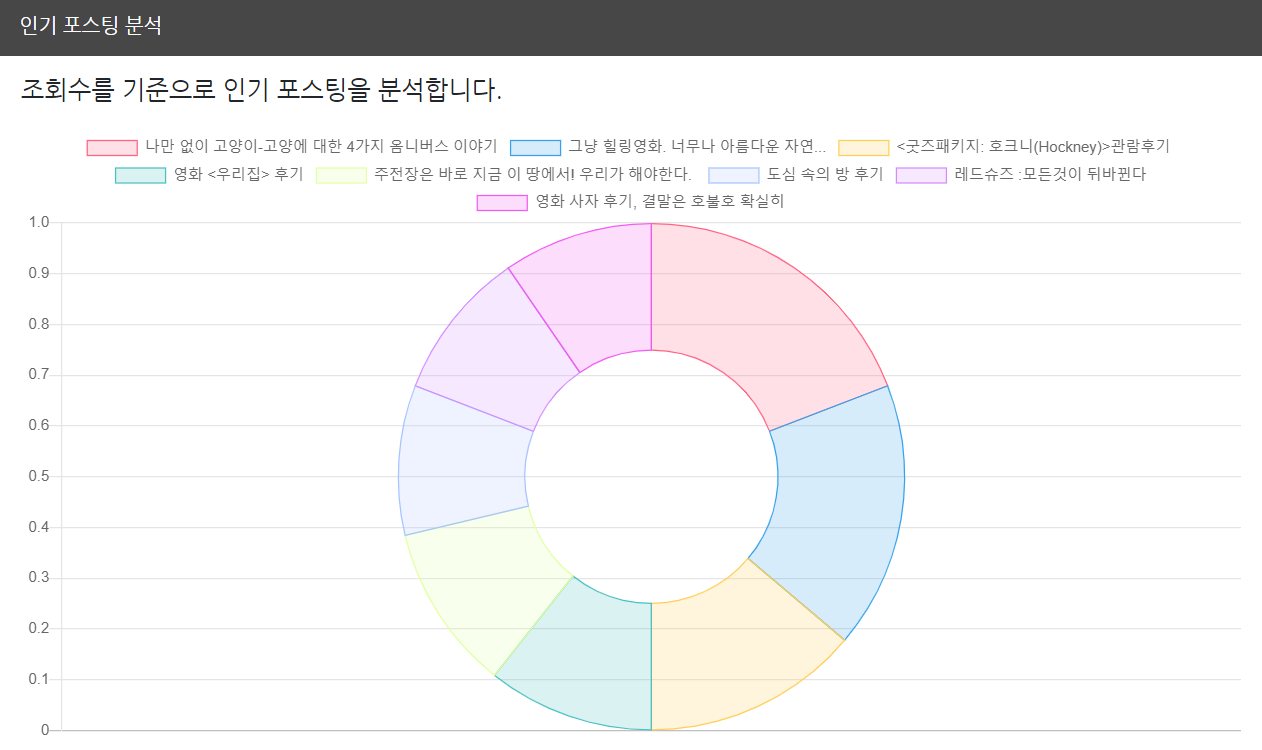 인기 포스팅 분석
조회수를 기준으로 인기 포스팅을 분석합니다.
나만 없이 고양이-고양에 대한 4가지 옴니버스 이야기 그냥 힐링영화. 너무나 아름다운 자연... <굿즈패키지: 호크니(Hockney)>관람후기
영화 <우리집> 후기 주전장은 바로 지금 이 땅에서! 우리가 해야한다. 도심 속의 방 후기 레드슈즈 :모든것이 뒤바뀐다
영화 사자 후기, 결말은 호불호 확실히
1.0
0.9
0.8
0.7
0.6
0.5
0.4
0.3
0.2
0.1
0